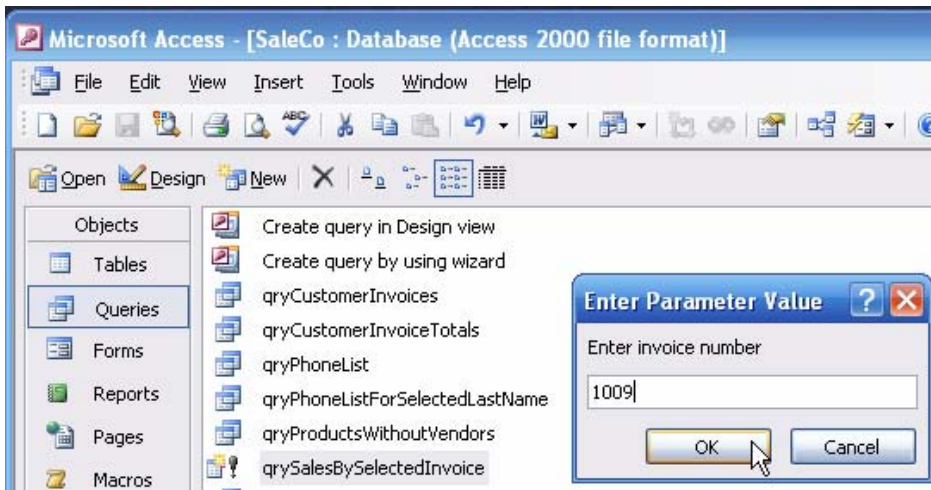 Microsoft Access - [SaleCo : Database (Access 2000 file format)]
File Edit View Insert Tools Window Help
ABC
Open Design New
Objects
Tables
Queries
Forms
Reports
Pages
Macros
Create query in Design view
Create query by using wizard
qryCustomerInvoices
qryCustomerInvoiceTotals
qryPhoneList
qryPhoneListForSelectedLastName
qryProductsWithoutVendors
qrySalesBySelectedInvoice
Enter Parameter Value
Enter invoice number
1009
OK Cancel